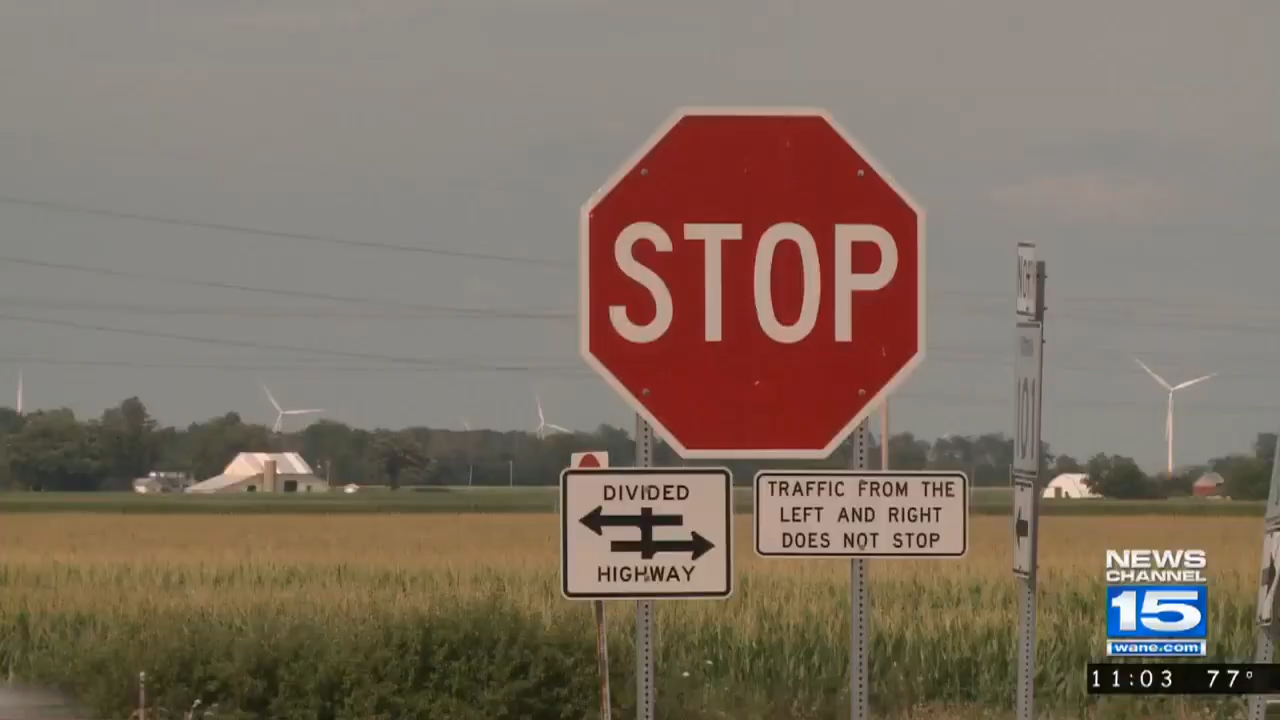 STOP
DIVIDED
HIGHWAY
TRAFFIC FROM THE
LEFT AND RIGHT
DOES NOT STOP
101
NEWS
CHANNEL
15
wane.com
11:03 77°